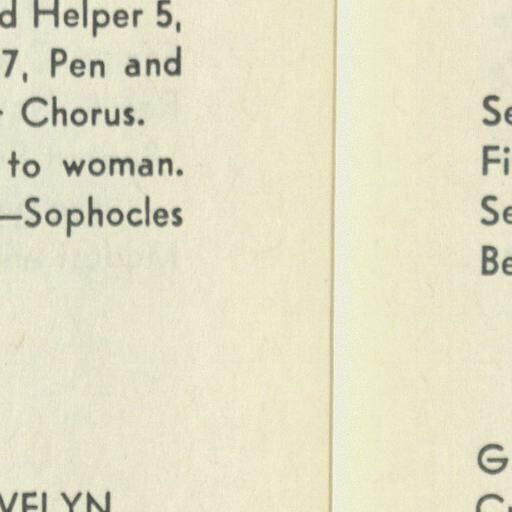 d Helper 5,
7, Pen and
Chorus.
to woman.
—Sophocles
VELYN
Se
Fi
Se
Be
G